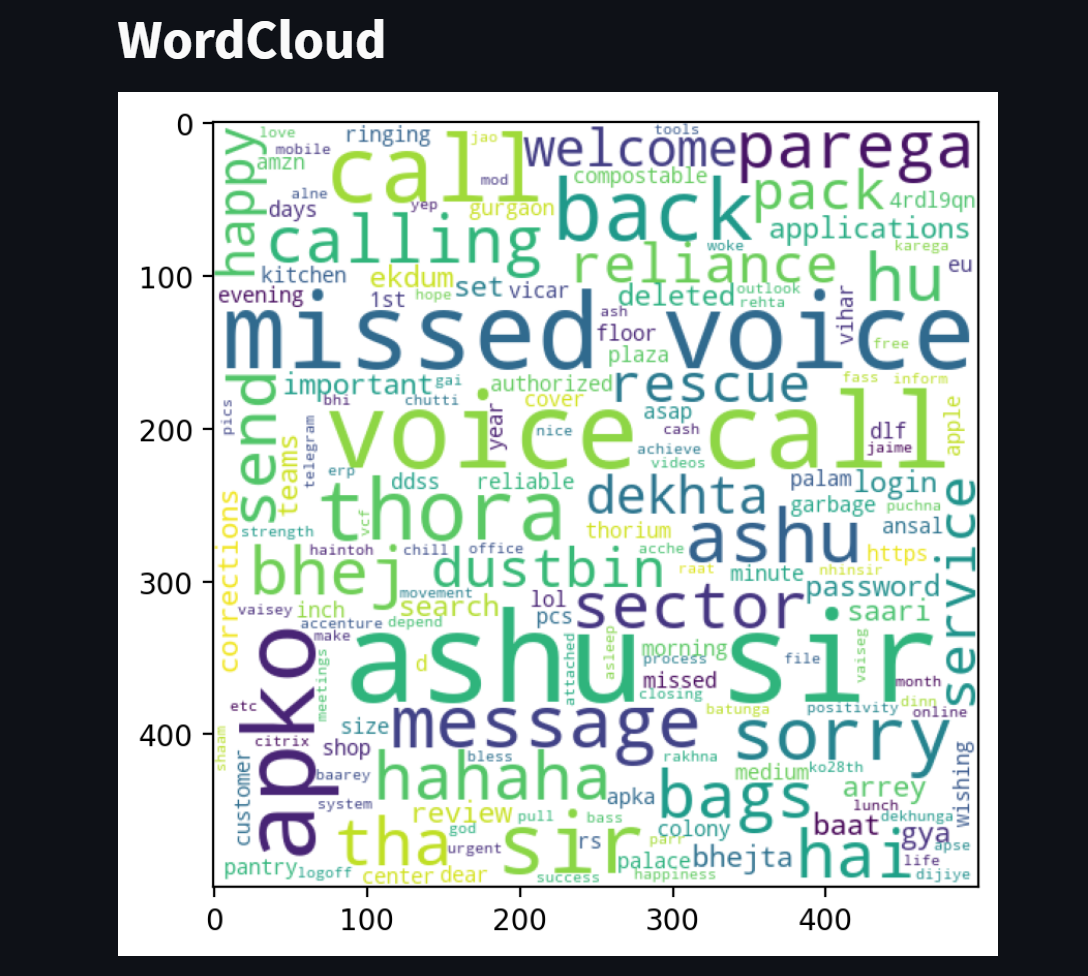 WordCloud
0
100
200
300
400
0 100 200 300 400
love ringing jao tools
mobile call welcome parega
happy amzn mod compostable pack
alne yep back 4rdl9qn
days gurgaon applications
calling woke karega
reliance hu eu
kitchen ekdum set vicar deleted outlook
evening 1st hope rehta
missed voice ash floor vihar
plaza free
send important gai authorized rescue fass inform
bhi chutti cover asap
pics voice call year nice cash dlf apple
telegram achieve jaime
teams erp videos
ddss reliable dekhta palam login
thora garbage puchna
strength vcf thorium ashu ansal service
corrections haintoh chill office acche https
bhej dustbin raat minute nhinsir
movement password
vaisey inch search lol sector saari
accenture depend pcs
make ashu sir morning
meetings d attached asleep process file vaiseg
missed month
closing
etc message batunga positivity dinn
apko size sorry online
shaam citrix shop
customer baarey bless rakhna
hahaha medium ko28th wishing
system apka bags arrey
review pull bass lunch
tha god sir rs colony baat dekhunga
urgent parr gya apse
pantry logoff palace bhejta hai life
center dear success happiness dijiye